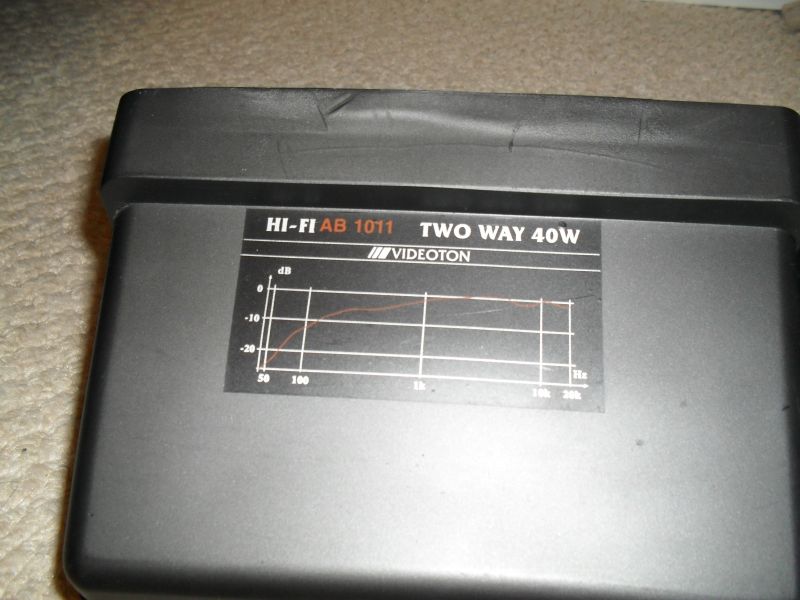 HI-FI AB 1011 TWO WAY 40W
VIDEOTON
dB
0
-10
-20
Hz
50 100 1k 10k 20k